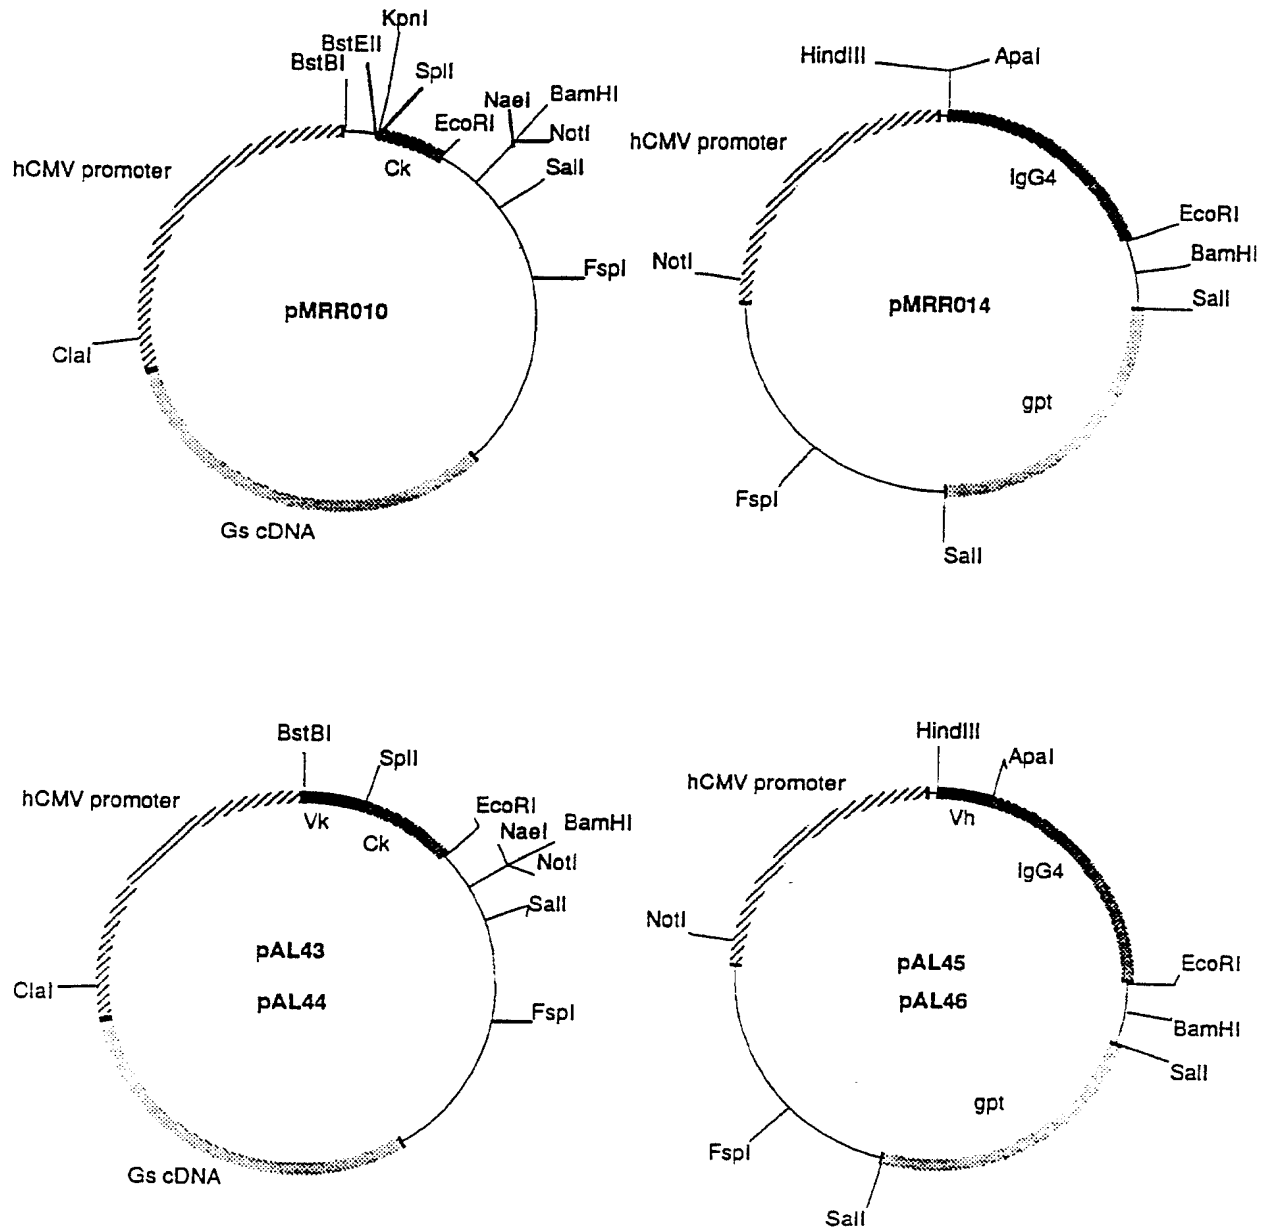 KpnI
BstEII
BstBI
SplI
NaeI
BamHI
EcoRI
NotI
SalI
hCMV promoter
Ck
FspI
pMRR010
ClaI
Gs cDNA
HindIII
ApaI
hCMV promoter
IgG4
EcoRI
NotI
BamHI
SalI
pMRR014
gpt
FspI
SalI
BstBI
SplI
hCMV promoter
Vk
EcoRI
Ck
NaeI
BamHI
NotI
SalI
pAL43
ClaI
pAL44
FspI
Gs cDNA
HindIII
ApaI
hCMV promoter
Vh
IgG4
NotI
pAL45
EcoRI
pAL46
BamHI
SalI
gpt
FspI
SalI